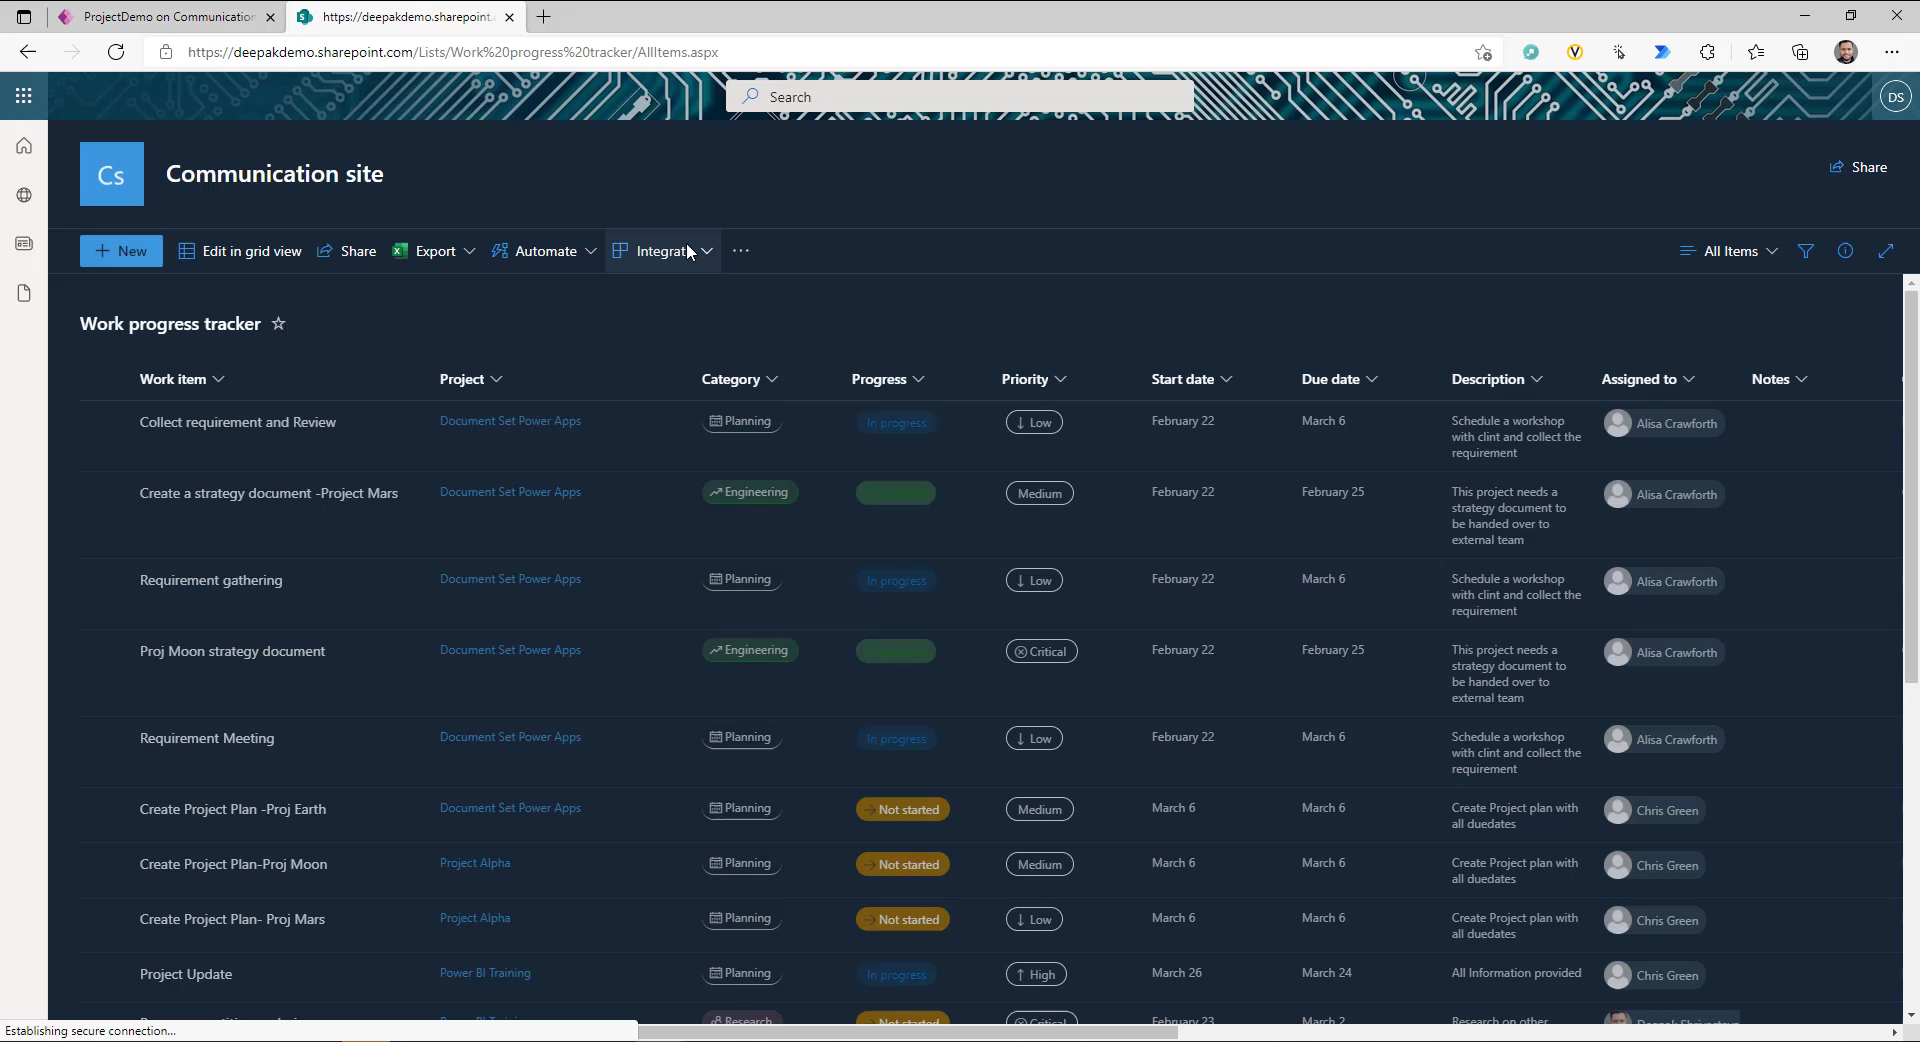 ProjectDemo on Communication
https://deepakdemo.sharepoint.
https://deepakdemo.sharepoint.com/Lists/Work%20progress%20tracker/AllItems.aspx
Search
DS
Cs
Communication site
Share
New
Edit in grid view
Share
Export
Automate
Integrat
All Items
Work progress tracker
Work item
Project
Category
Progress
Priority
Start date
Due date
Description
Assigned to
Notes
Collect requirement and Review
Document Set Power Apps
Planning
In progress
Low
February 22
March 6
Schedule a workshop
with clint and collect the
requirement
Alisa Crawforth
Create a strategy document -Project Mars
Document Set Power Apps
Engineering
Medium
February 22
February 25
This project needs a
strategy document to
be handed over to
external team
Alisa Crawforth
Requirement gathering
Document Set Power Apps
Planning
In progress
Low
February 22
March 6
Schedule a workshop
with clint and collect the
requirement
Alisa Crawforth
Proj Moon strategy document
Document Set Power Apps
Engineering
Critical
February 22
February 25
This project needs a
strategy document to
be handed over to
external team
Alisa Crawforth
Requirement Meeting
Document Set Power Apps
Planning
In progress
Low
February 22
March 6
Schedule a workshop
with clint and collect the
requirement
Alisa Crawforth
Create Project Plan -Proj Earth
Document Set Power Apps
Planning
Not started
Medium
March 6
March 6
Create Project plan with
all duedates
Chris Green
Create Project Plan-Proj Moon
Project Alpha
Planning
Not started
Medium
March 6
March 6
Create Project plan with
all duedates
Chris Green
Create Project Plan- Proj Mars
Project Alpha
Planning
Not started
Low
March 6
March 6
Create Project plan with
all duedates
Chris Green
Project Update
Power BI Training
Planning
In progress
High
March 26
March 24
All Information provided
Chris Green
Research
Not started
Critical
February 23
March 2
Research on other
Establishing secure connection...